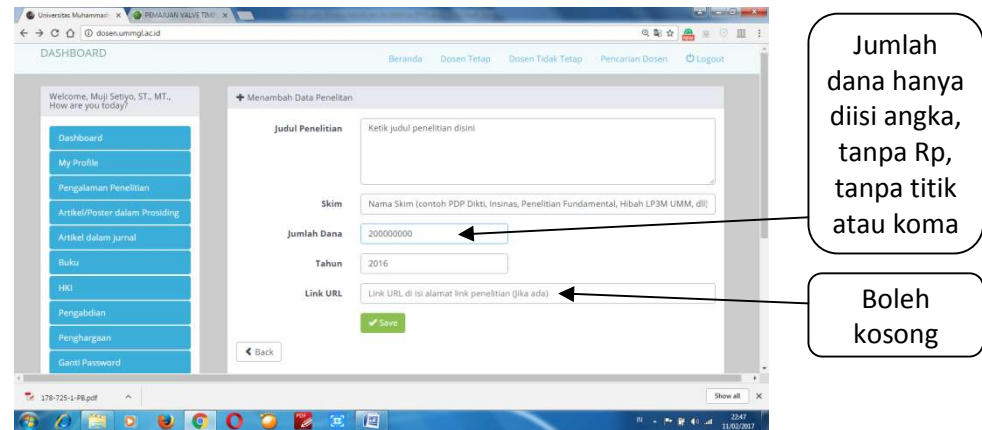 Universitas Muhammad
PEMAJUAN VALVE TIMI
dosen.ummgl.ac.id
DASHBOARD
Beranda
Dosen Tetap
Dosen Tidak Tetap
Pencarian Dosen
Logout
Welcome, Muji Setiyo, ST., MT.,
How are you today?
Dashboard
My Profile
Pengalaman Penelitian
Artikel/Poster dalam Prosiding
Artikel dalam jurnal
Buku
HKI
Pengabdian
Penghargaan
Ganti Password
Menambah Data Penelitan
Judul Penelitian
Ketik judul penelitian disini
Skim
Nama Skim (contoh PDP Dikti, Insinas, Penelitian Fundamental, Hibah LP3M UMM, dll)
Jumlah Dana
200000000
Tahun
2016
Link URL
Link URL di isi alamat link penelitian (Jika ada)
Save
Back
178-725-1-PB.pdf
Show all
IN
22:47
11/02/2017
Jumlah
dana hanya
diisi angka,
tanpa Rp,
tanpa titik
atau koma
Boleh
kosong